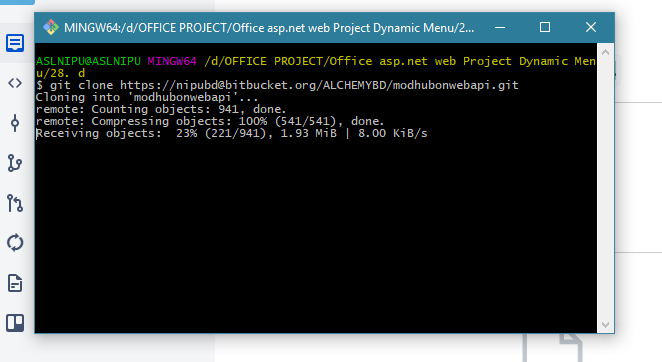 MINGW64:/d/OFFICE PROJECT/Office asp.net web Project Dynamic Menu/2...
ASLNIPU@ASLNIPU MINGW64 /d/OFFICE PROJECT/Office asp.net web Project Dynamic Men
u/28. d
$ git clone https://nipubd@bitbucket.org/ALCHEMYBD/modhubonwebapi.git
Cloning into 'modhubonwebapi'...
remote: Counting objects: 941, done.
remote: Compressing objects: 100% (541/541), done.
Receiving objects:  23% (221/941), 1.93 MiB | 8.00 KiB/s